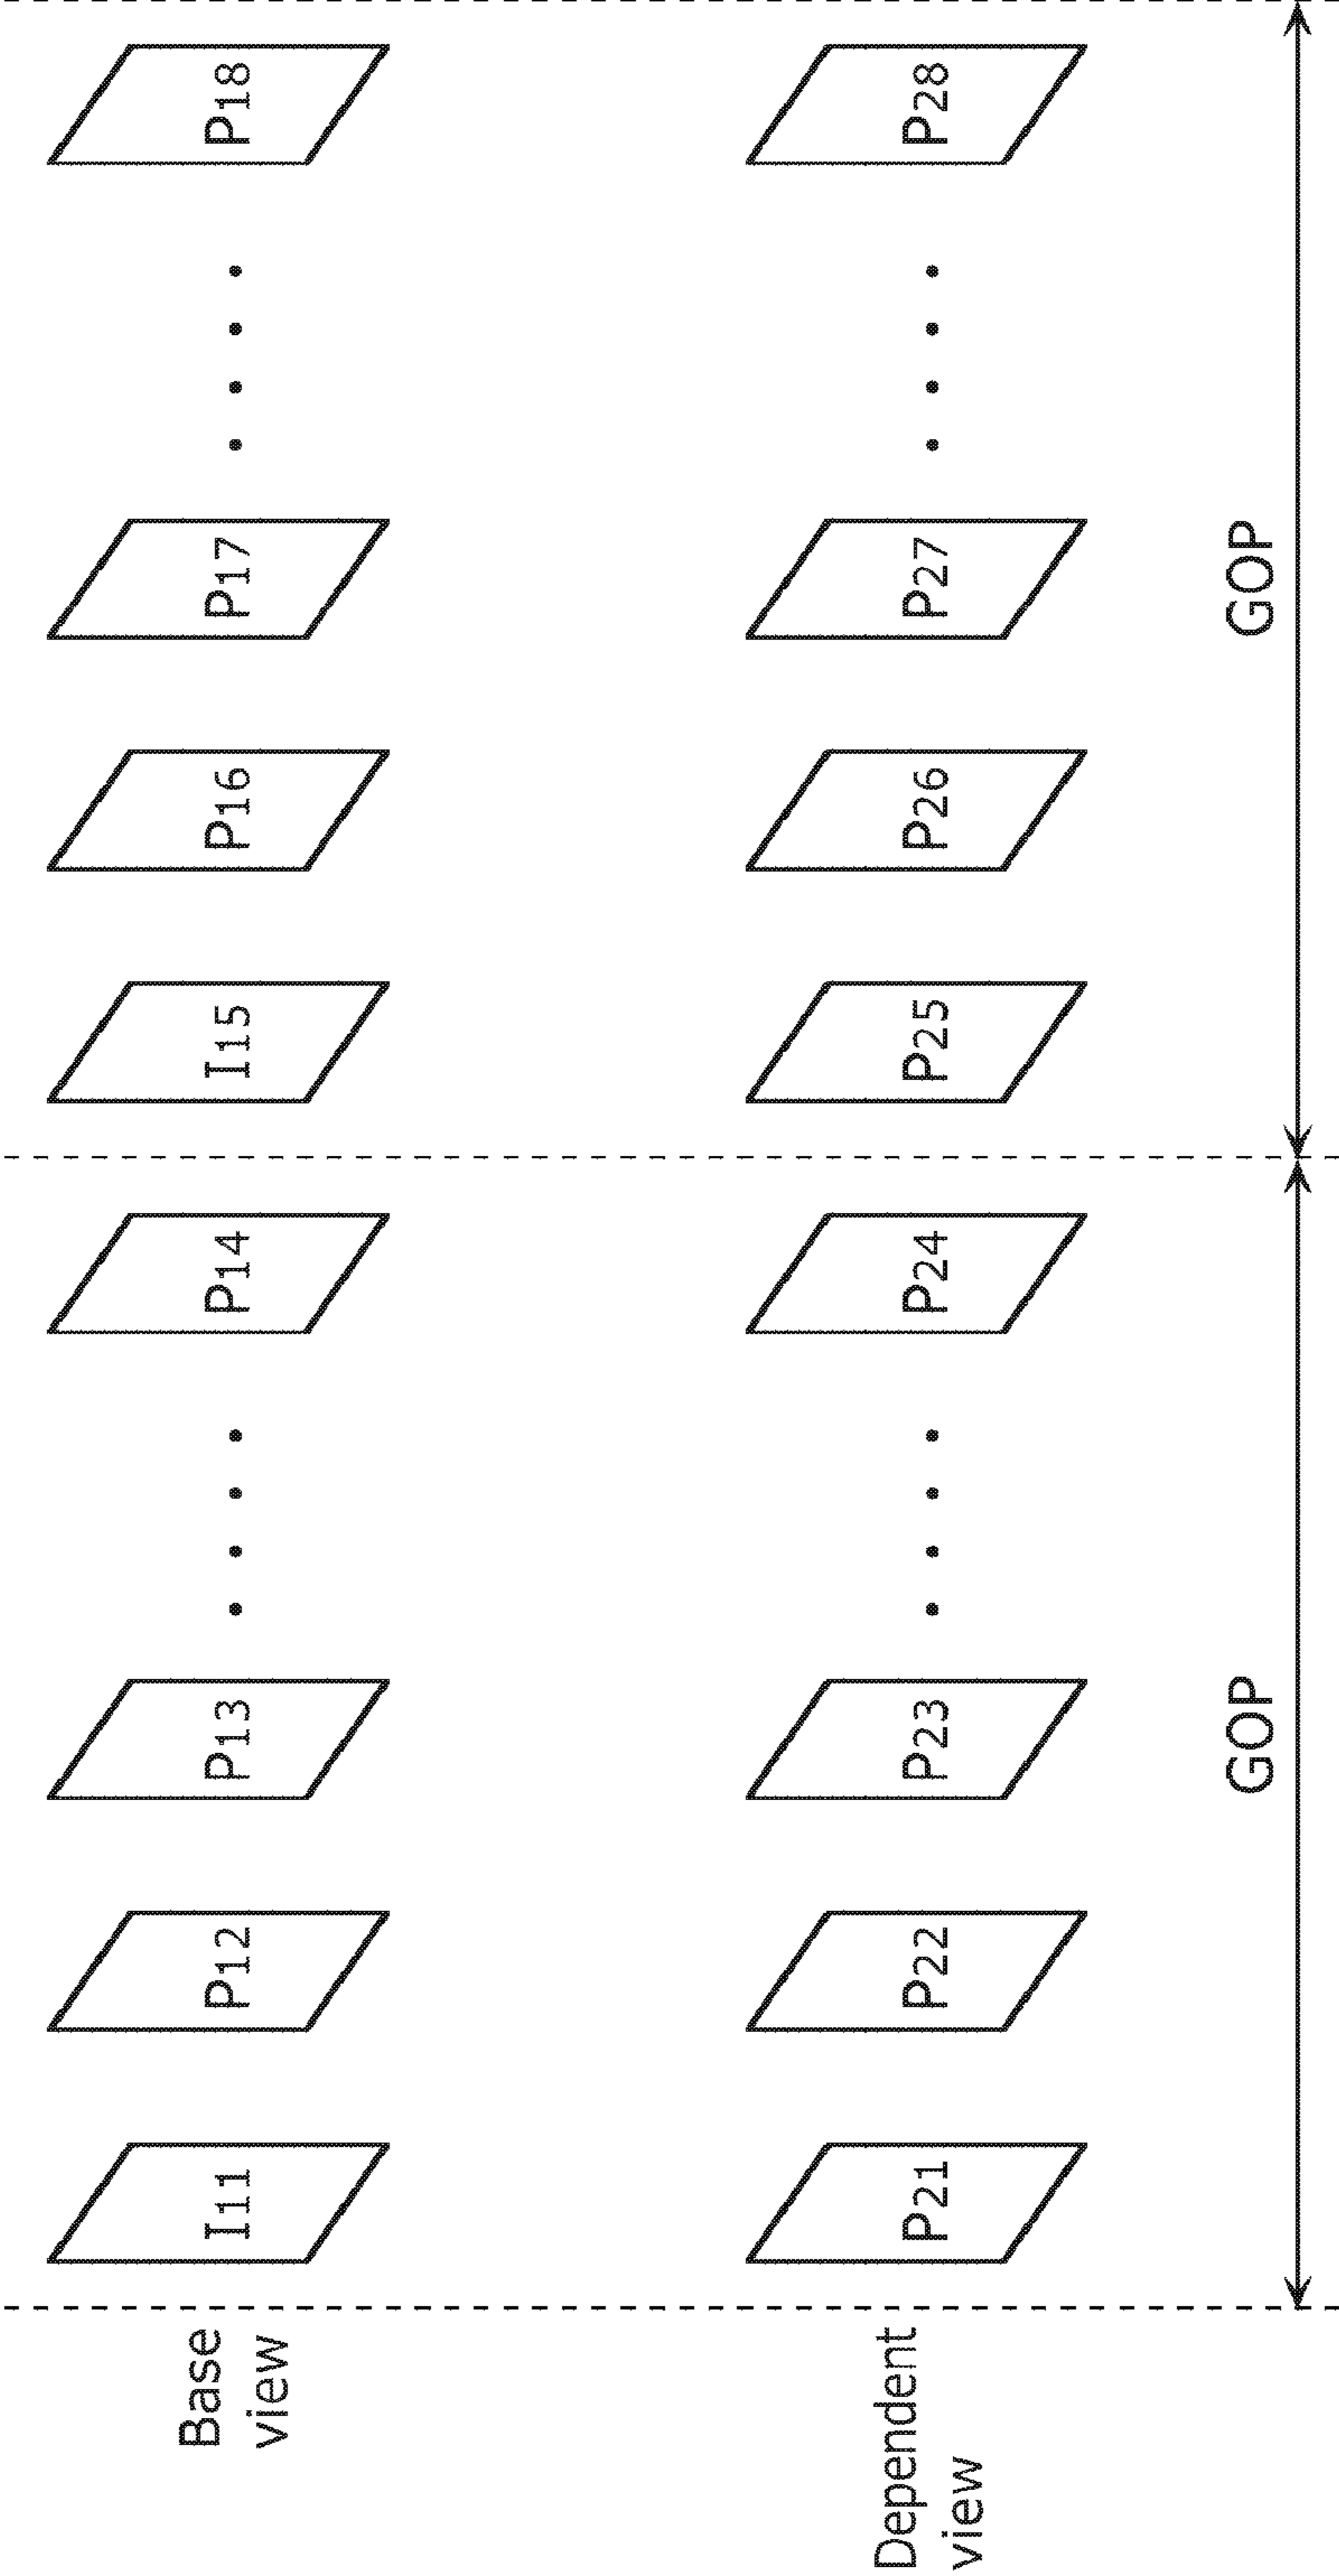 Base
view
I11
P12
P13
P14
I15
P16
P17
P18
Dependent
view
P21
P22
P23
P24
P25
P26
P27
P28
GOP
GOP